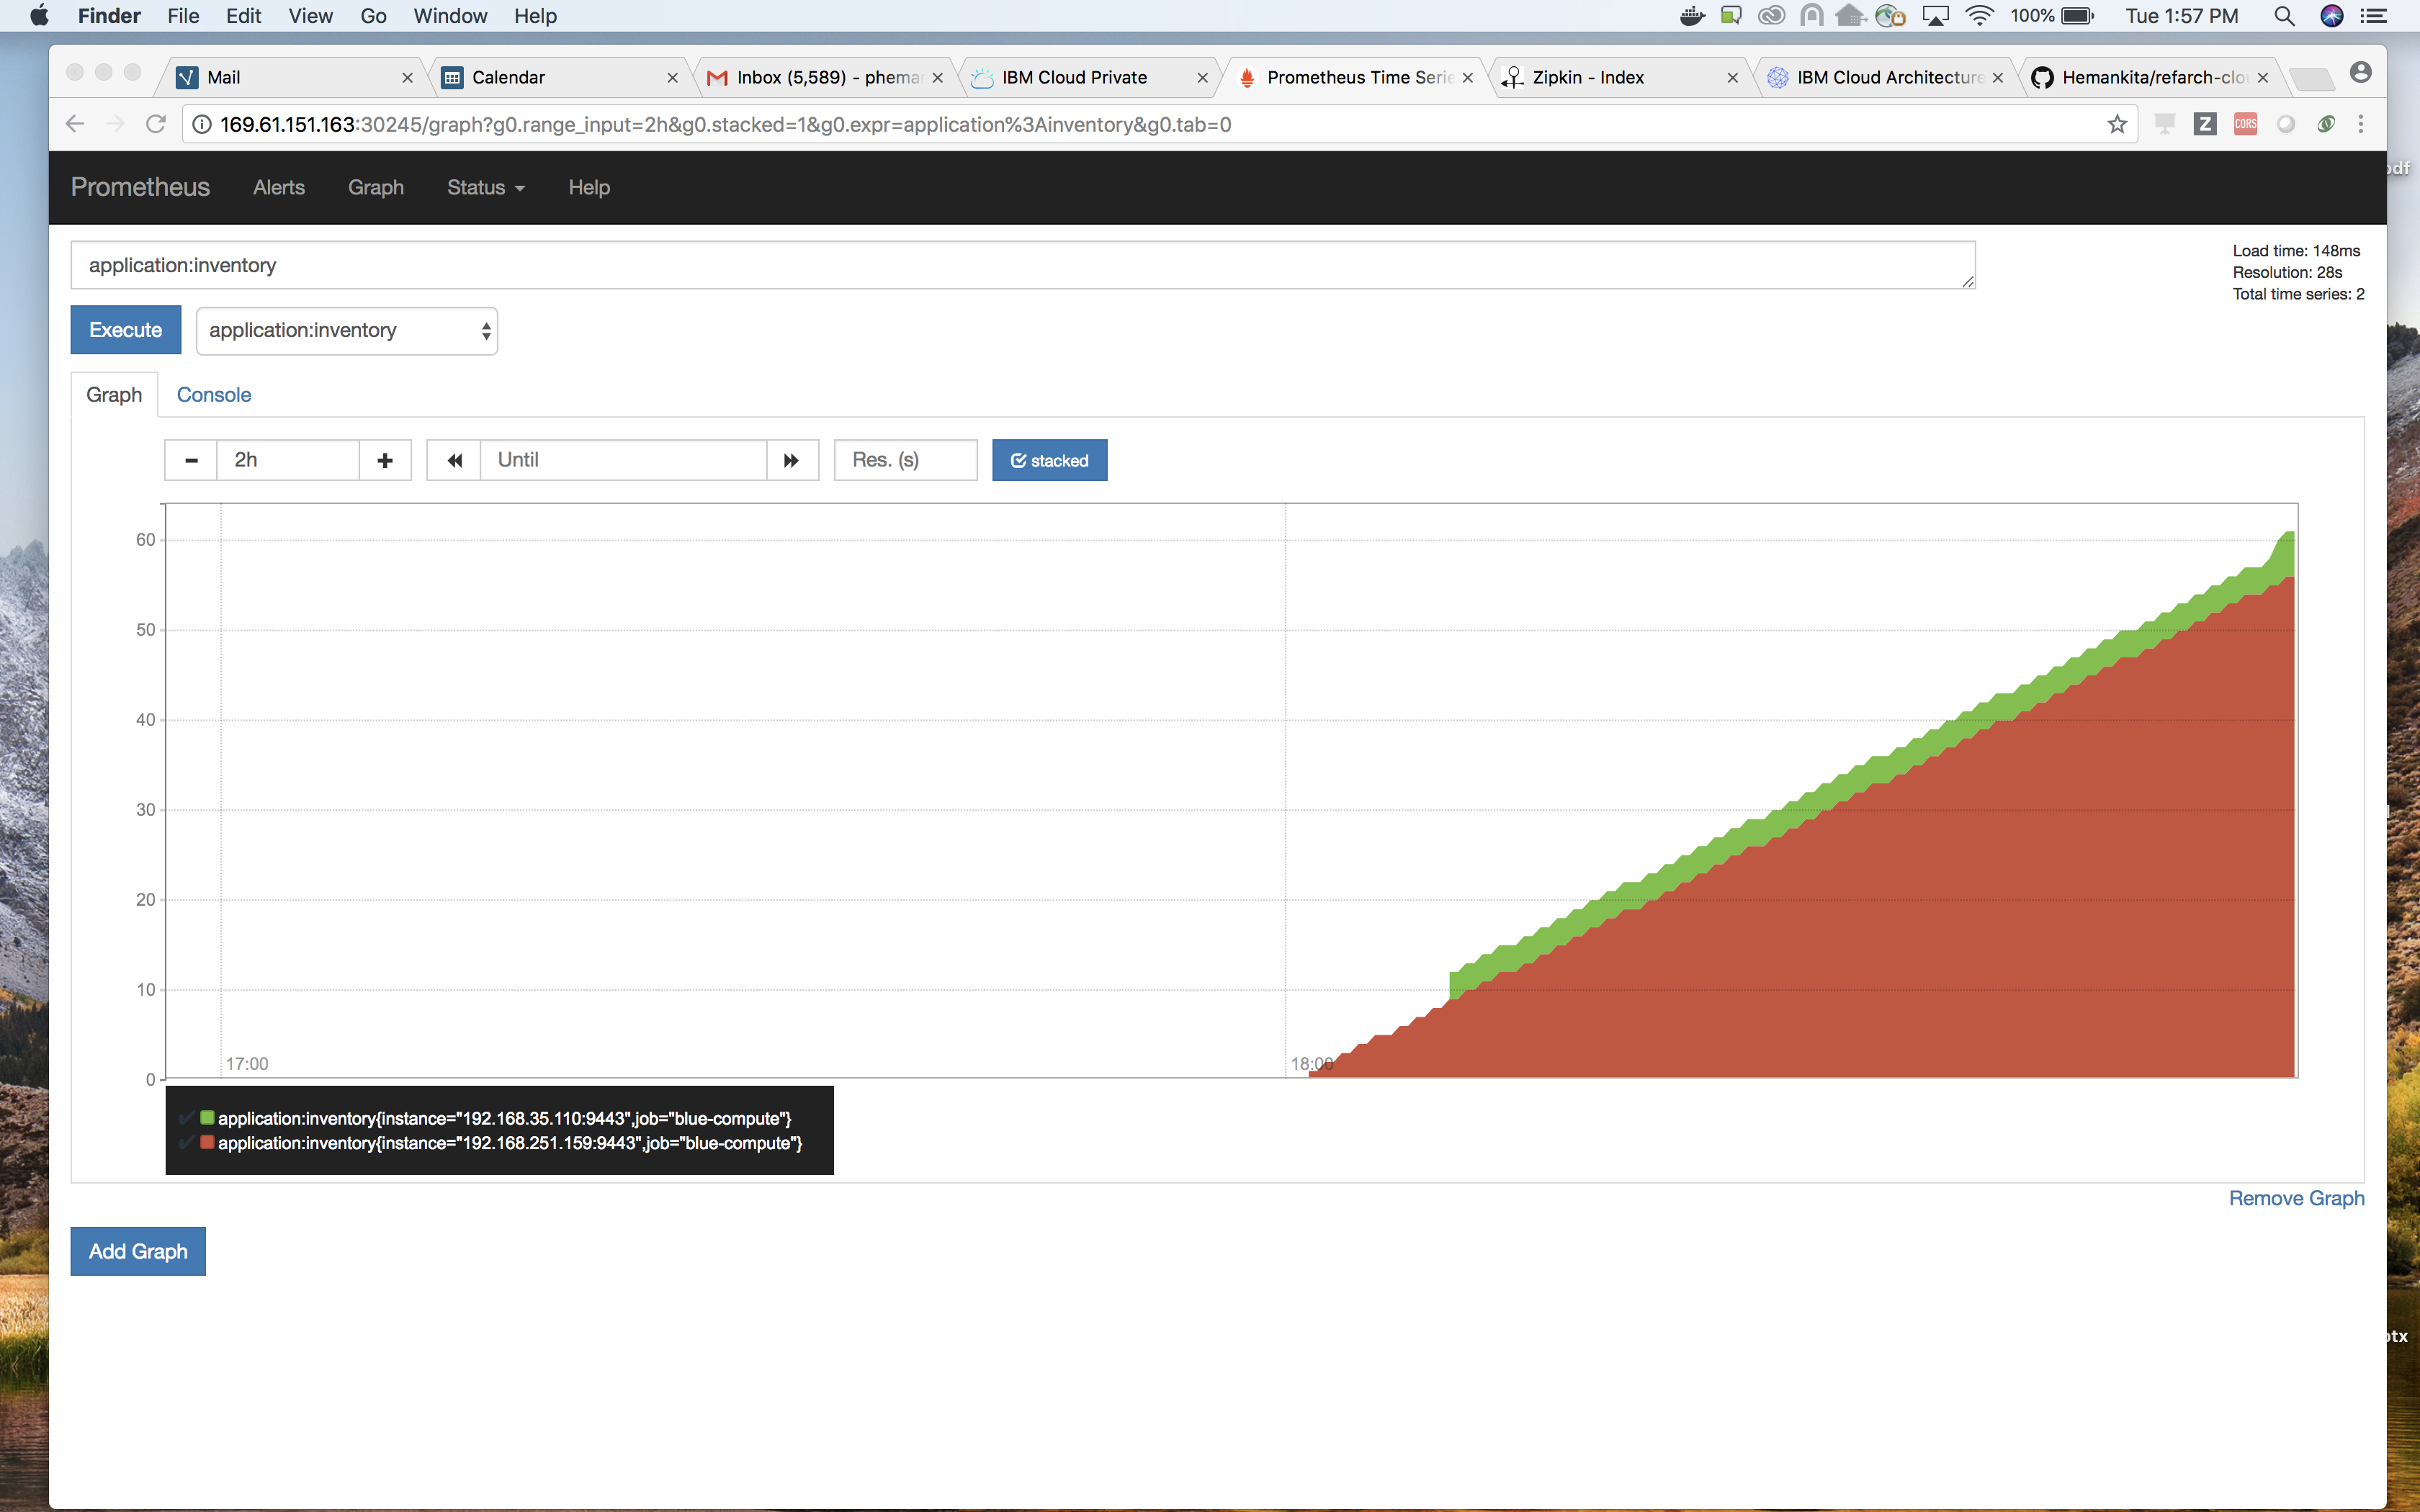 Finder File Edit View Go Window Help 100% Tue 1:57 PM
Mail Calendar Inbox (5,589) - phemar IBM Cloud Private Prometheus Time Serie Zipkin - Index IBM Cloud Architecture Hemankita/refarch-clou
169.61.151.163:30245/graph?g0.range_input=2h&g0.stacked=1&g0.expr=application%3Ainventory&g0.tab=0
Z CORS
Prometheus Alerts Graph Status Help
pdf
application:inventory
Load time: 148ms
Resolution: 28s
Total time series: 2
Execute application:inventory
Graph Console
2h Until Res. (s) stacked
60
50
40
30
20
10
0
17:00 18:00
application:inventory{instance="192.168.35.110:9443",job="blue-compute"}
application:inventory{instance="192.168.251.159:9443",job="blue-compute"}
Remove Graph
Add Graph
ptx